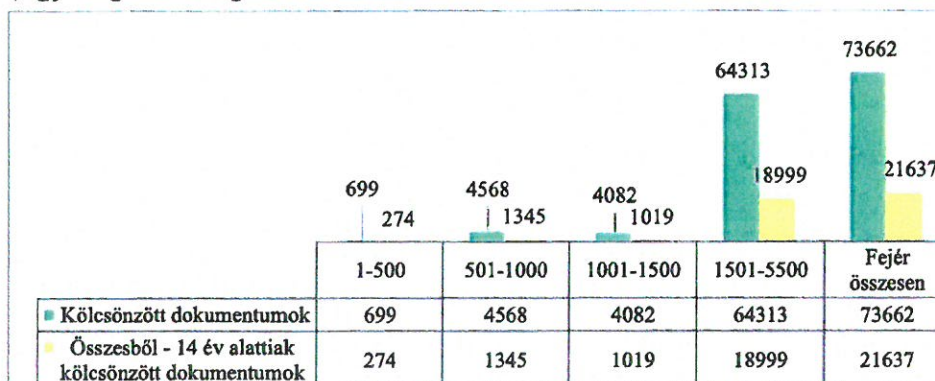 73662
64313
21637
18999
699
4568
4082
274
1345
1019
1-500 501-1000 1001-1500 1501-5500 Fejér
összesen
Kölcsönzött dokumentumok 699 4568 4082 64313 73662
Összesből - 14 év alattiak
kölcsönzött dokumentumok 274 1345 1019 18999 21637